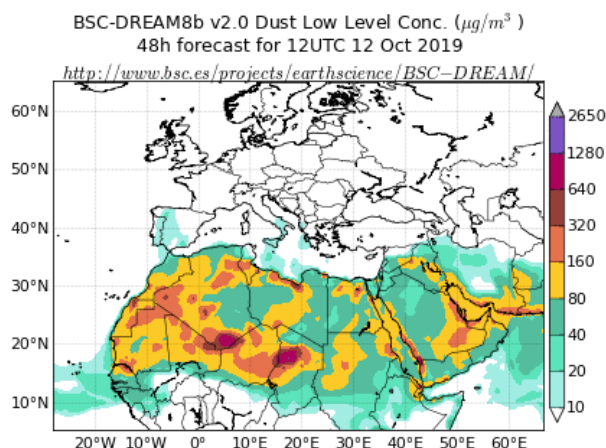 BSC-DREAM8b v2.0 Dust Low Level Conc. (μg/m³ )
48h forecast for 12UTC 12 Oct 2019
http://www.bsc.es/projects/earthscience/BSC−DREAM/
60°N
50°N
40°N
30°N
20°N
10°N
20°W 10°W 0° 10°E 20°E 30°E 40°E 50°E 60°E
2650
1280
640
320
160
80
40
20
10